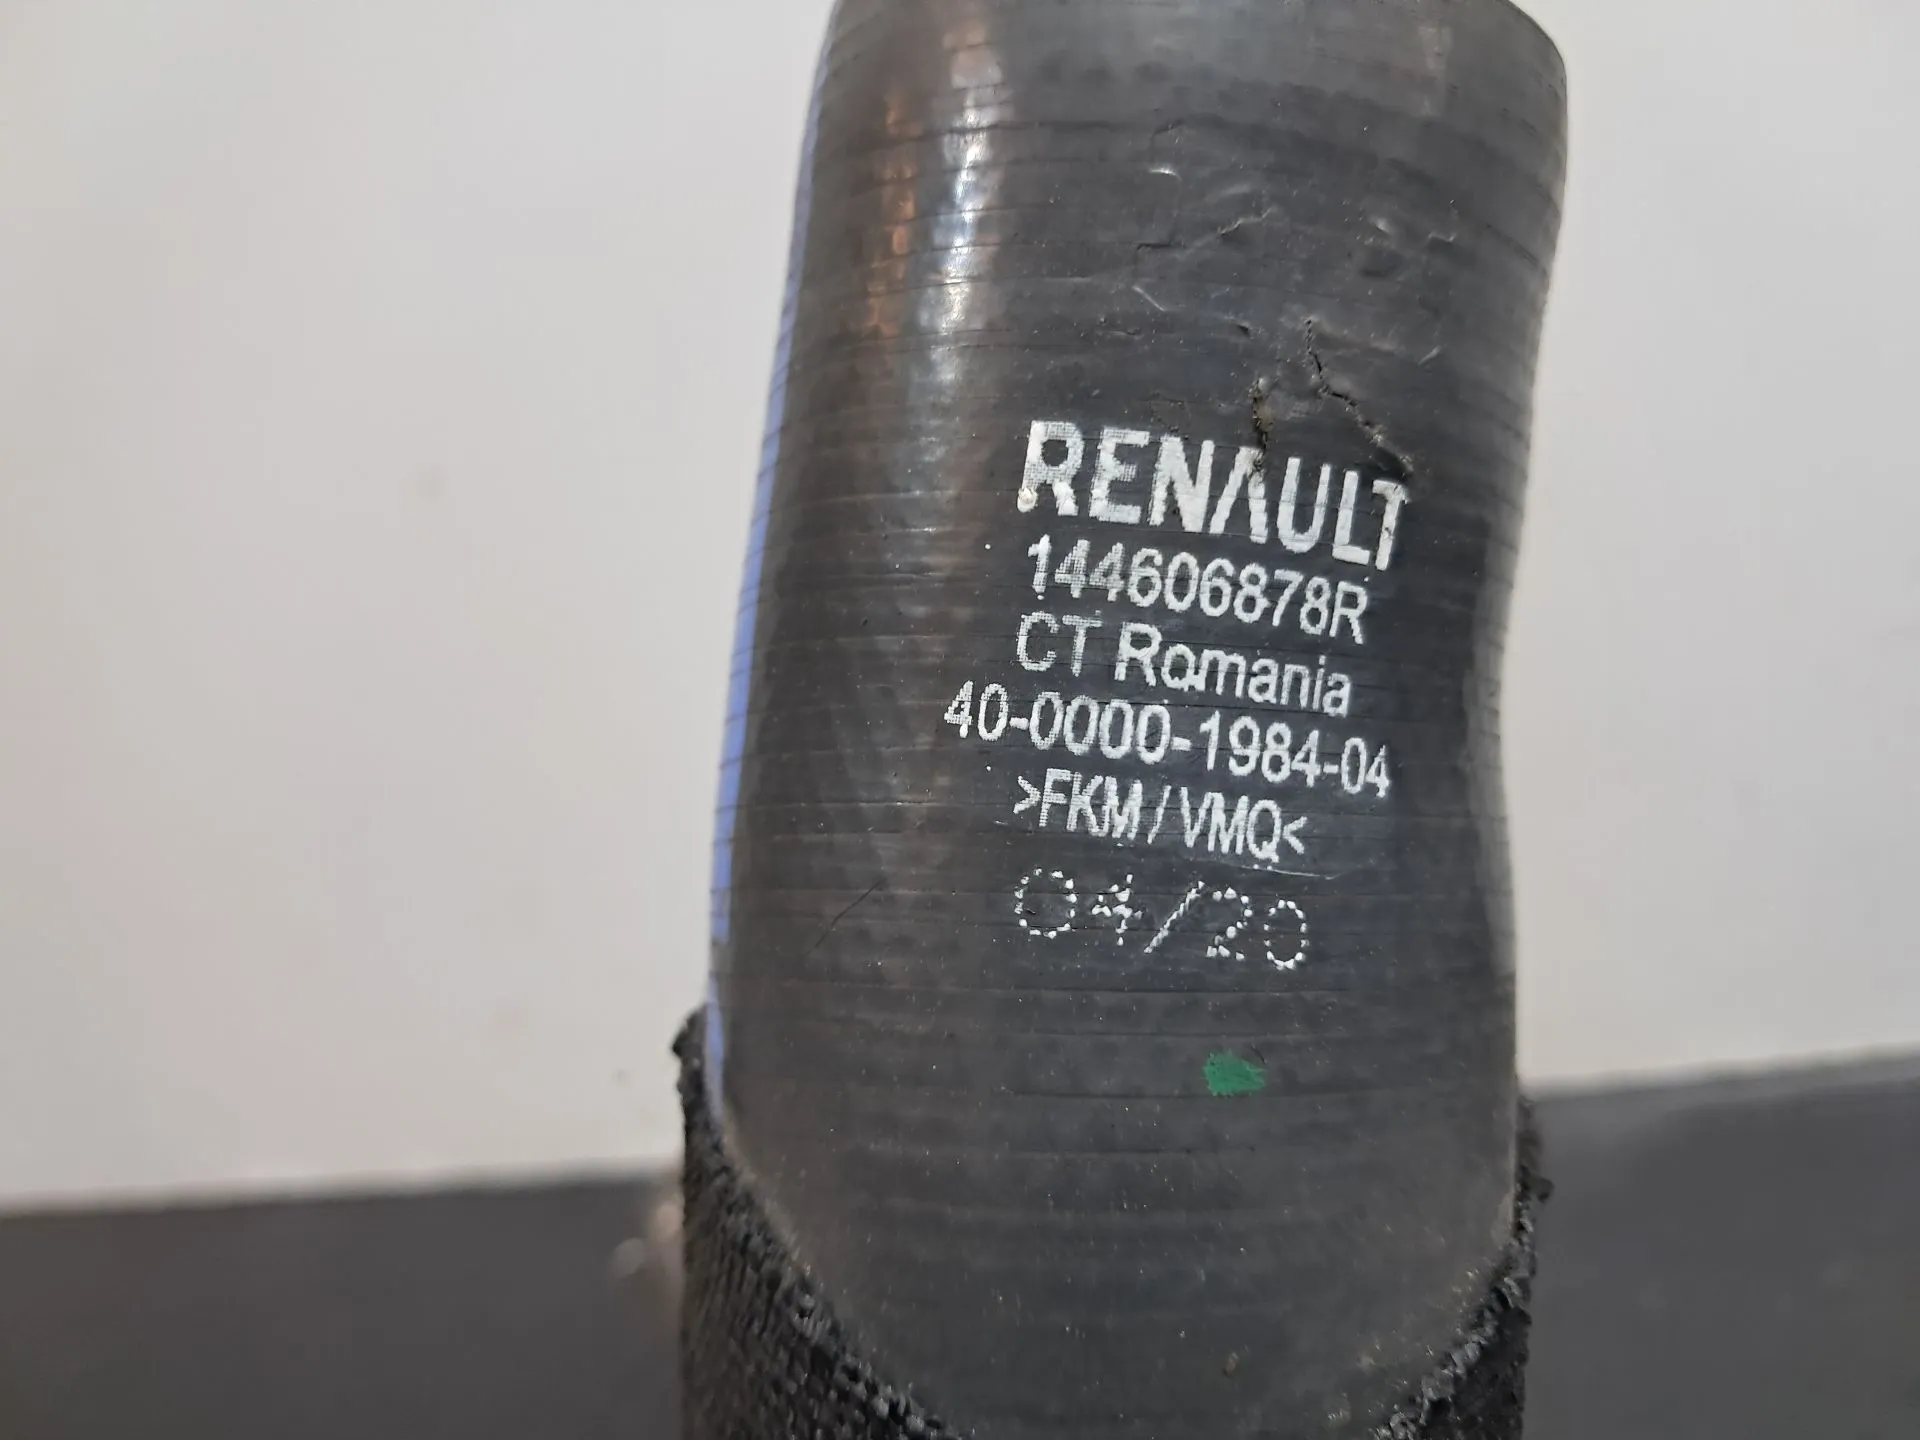 RENAULT
144606878R
CT Romania
40-0000-1984-04
>FKM/VMQ<
04/20